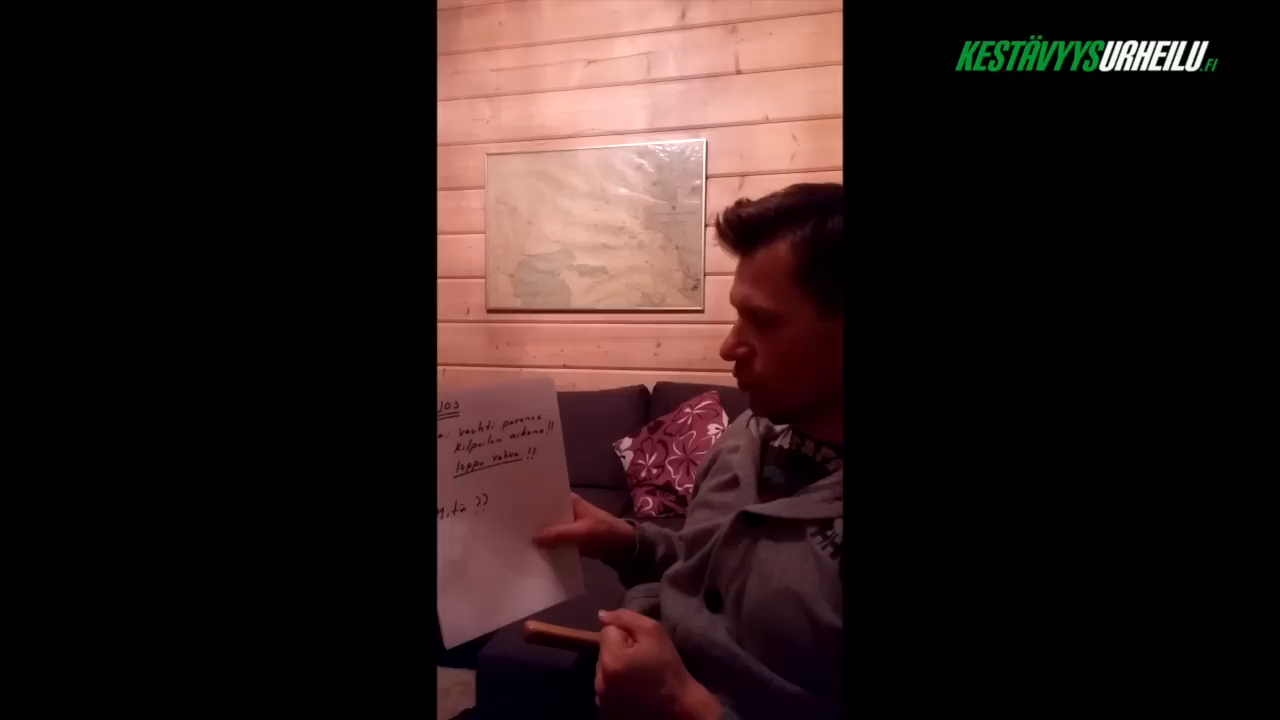 KESTÄVYYSURHEILU.FI
JOS
vauhti paranee
Kilpailun aikana!!
loppu vahva!!
Mitä??